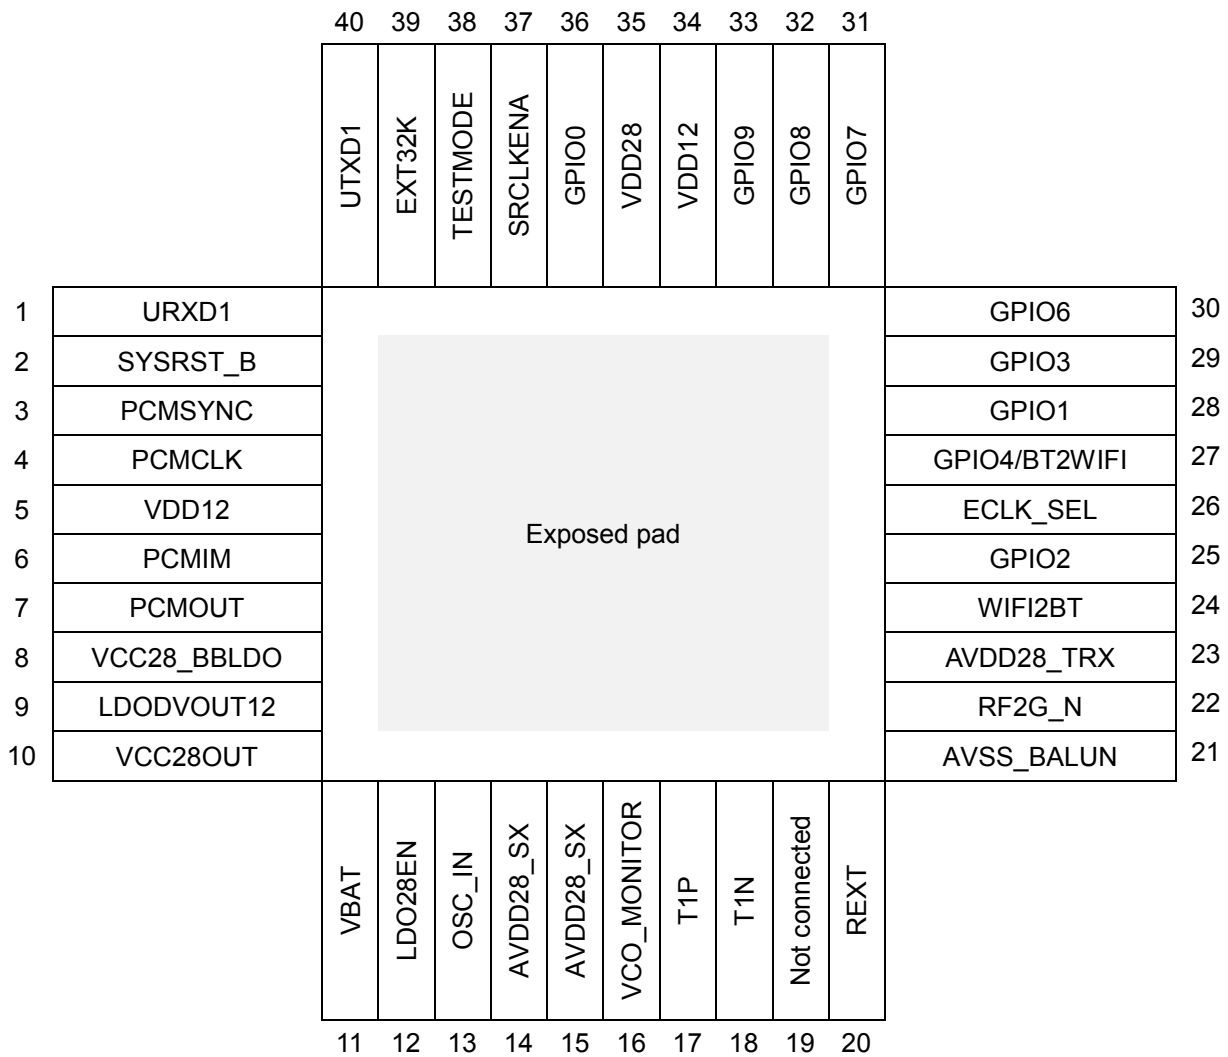 40 39 38 37 36 35 34 33 32 31
UTXD1
EXT32K
TESTMODE
SRCLKENA
GPIO0
VDD28
VDD12
GPIO9
GPIO8
GPIO7
1 URXD1 GPIO6 30
2 SYSRST_B GPIO3 29
3 PCMSYNC GPIO1 28
4 PCMCLK GPIO4/BT2WIFI 27
5 VDD12 ECLK_SEL 26
Exposed pad
6 PCMIM GPIO2 25
7 PCMOUT WIFI2BT 24
8 VCC28_BBLDO AVDD28_TRX 23
9 LDODVOUT12 RF2G_N 22
10 VCC28OUT AVSS_BALUN 21
VBAT
LDO28EN
OSC_IN
AVDD28_SX
AVDD28_SX
VCO_MONITOR
T1P
T1N
Not connected
REXT
11 12 13 14 15 16 17 18 19 20